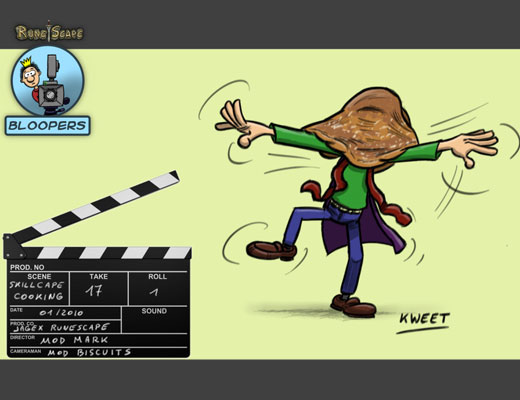 RUNESCAPE
BLOOPERS
PROD. NO
SCENE TAKE ROLL
SKILLCAPE COOKING 17 1
DATE 01/2010 SOUND
PROD. CO. JAGEX RUNESCAPE
DIRECTOR MOD MARK
CAMERAMAN MOD BISCUITS
KWEET